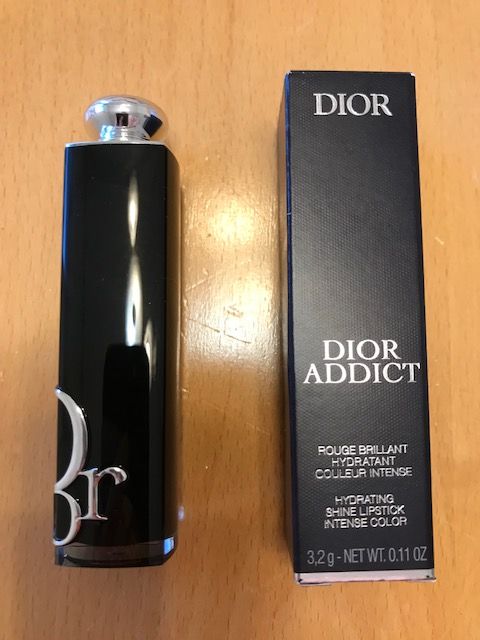 DIOR
DIOR
ADDICT
ROUGE BRILLANT
HYDRATANT
COULEUR INTENSE
HYDRATING
SHINE LIPSTICK
INTENSE COLOR
3,2 g - NET WT. 0.11 OZ